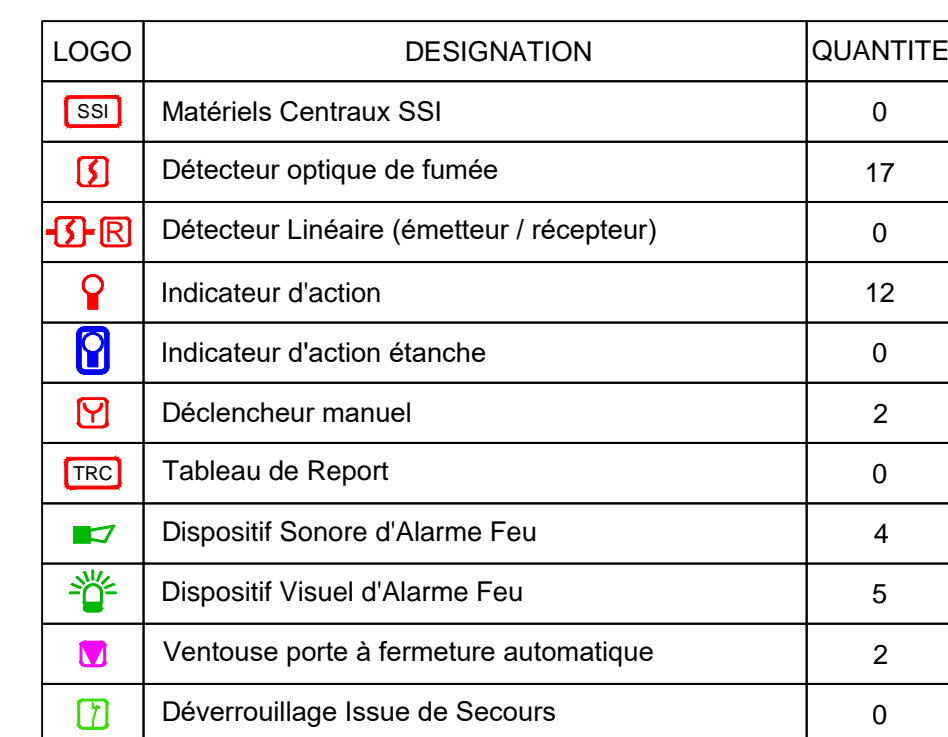 LOGO DESIGNATION QUANTITE
SSI Matériels Centraux SSI 0
Détecteur optique de fumée 17
R Détecteur Linéaire (émetteur / récepteur) 0
Indicateur d'action 12
Indicateur d'action étanche 0
Déclencheur manuel 2
TRC Tableau de Report 0
Dispositif Sonore d'Alarme Feu 4
Dispositif Visuel d'Alarme Feu 5
Ventouse porte à fermeture automatique 2
Déverrouillage Issue de Secours 0